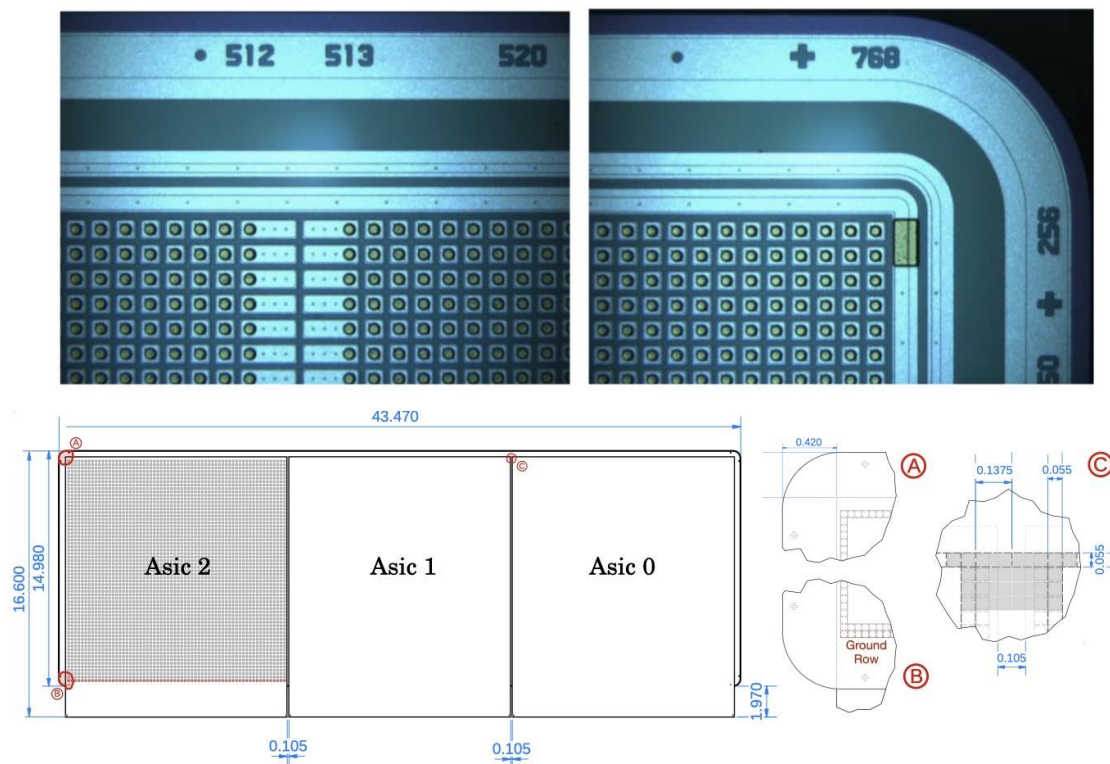 512 513 520
768
256
50
43.470
A
C
16.600
14.980
Asic 2
Asic 1
Asic 0
B
0.105
0.105
1.970
0.420
A
Ground
Row
B
C
0.1375
0.055
0.055
0.105